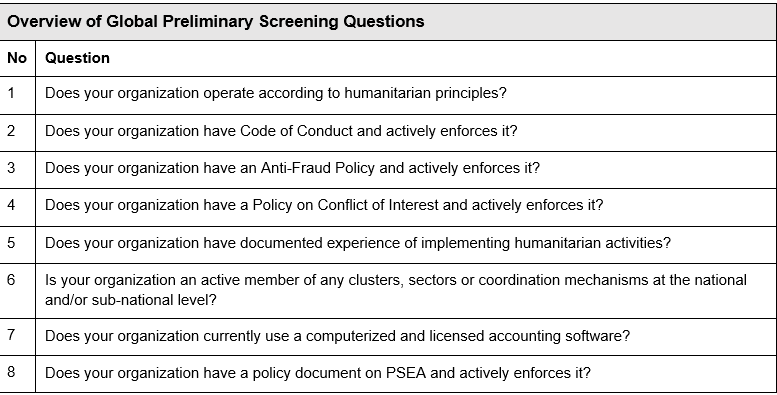 Overview of Global Preliminary Screening Questions
No Question
1 Does your organization operate according to humanitarian principles?
2 Does your organization have Code of Conduct and actively enforces it?
3 Does your organization have an Anti-Fraud Policy and actively enforces it?
4 Does your organization have a Policy on Conflict of Interest and actively enforces it?
5 Does your organization have documented experience of implementing humanitarian activities?
6 Is your organization an active member of any clusters, sectors or coordination mechanisms at the national
and/or sub-national level?
7 Does your organization currently use a computerized and licensed accounting software?
8 Does your organization have a policy document on PSEA and actively enforces it?